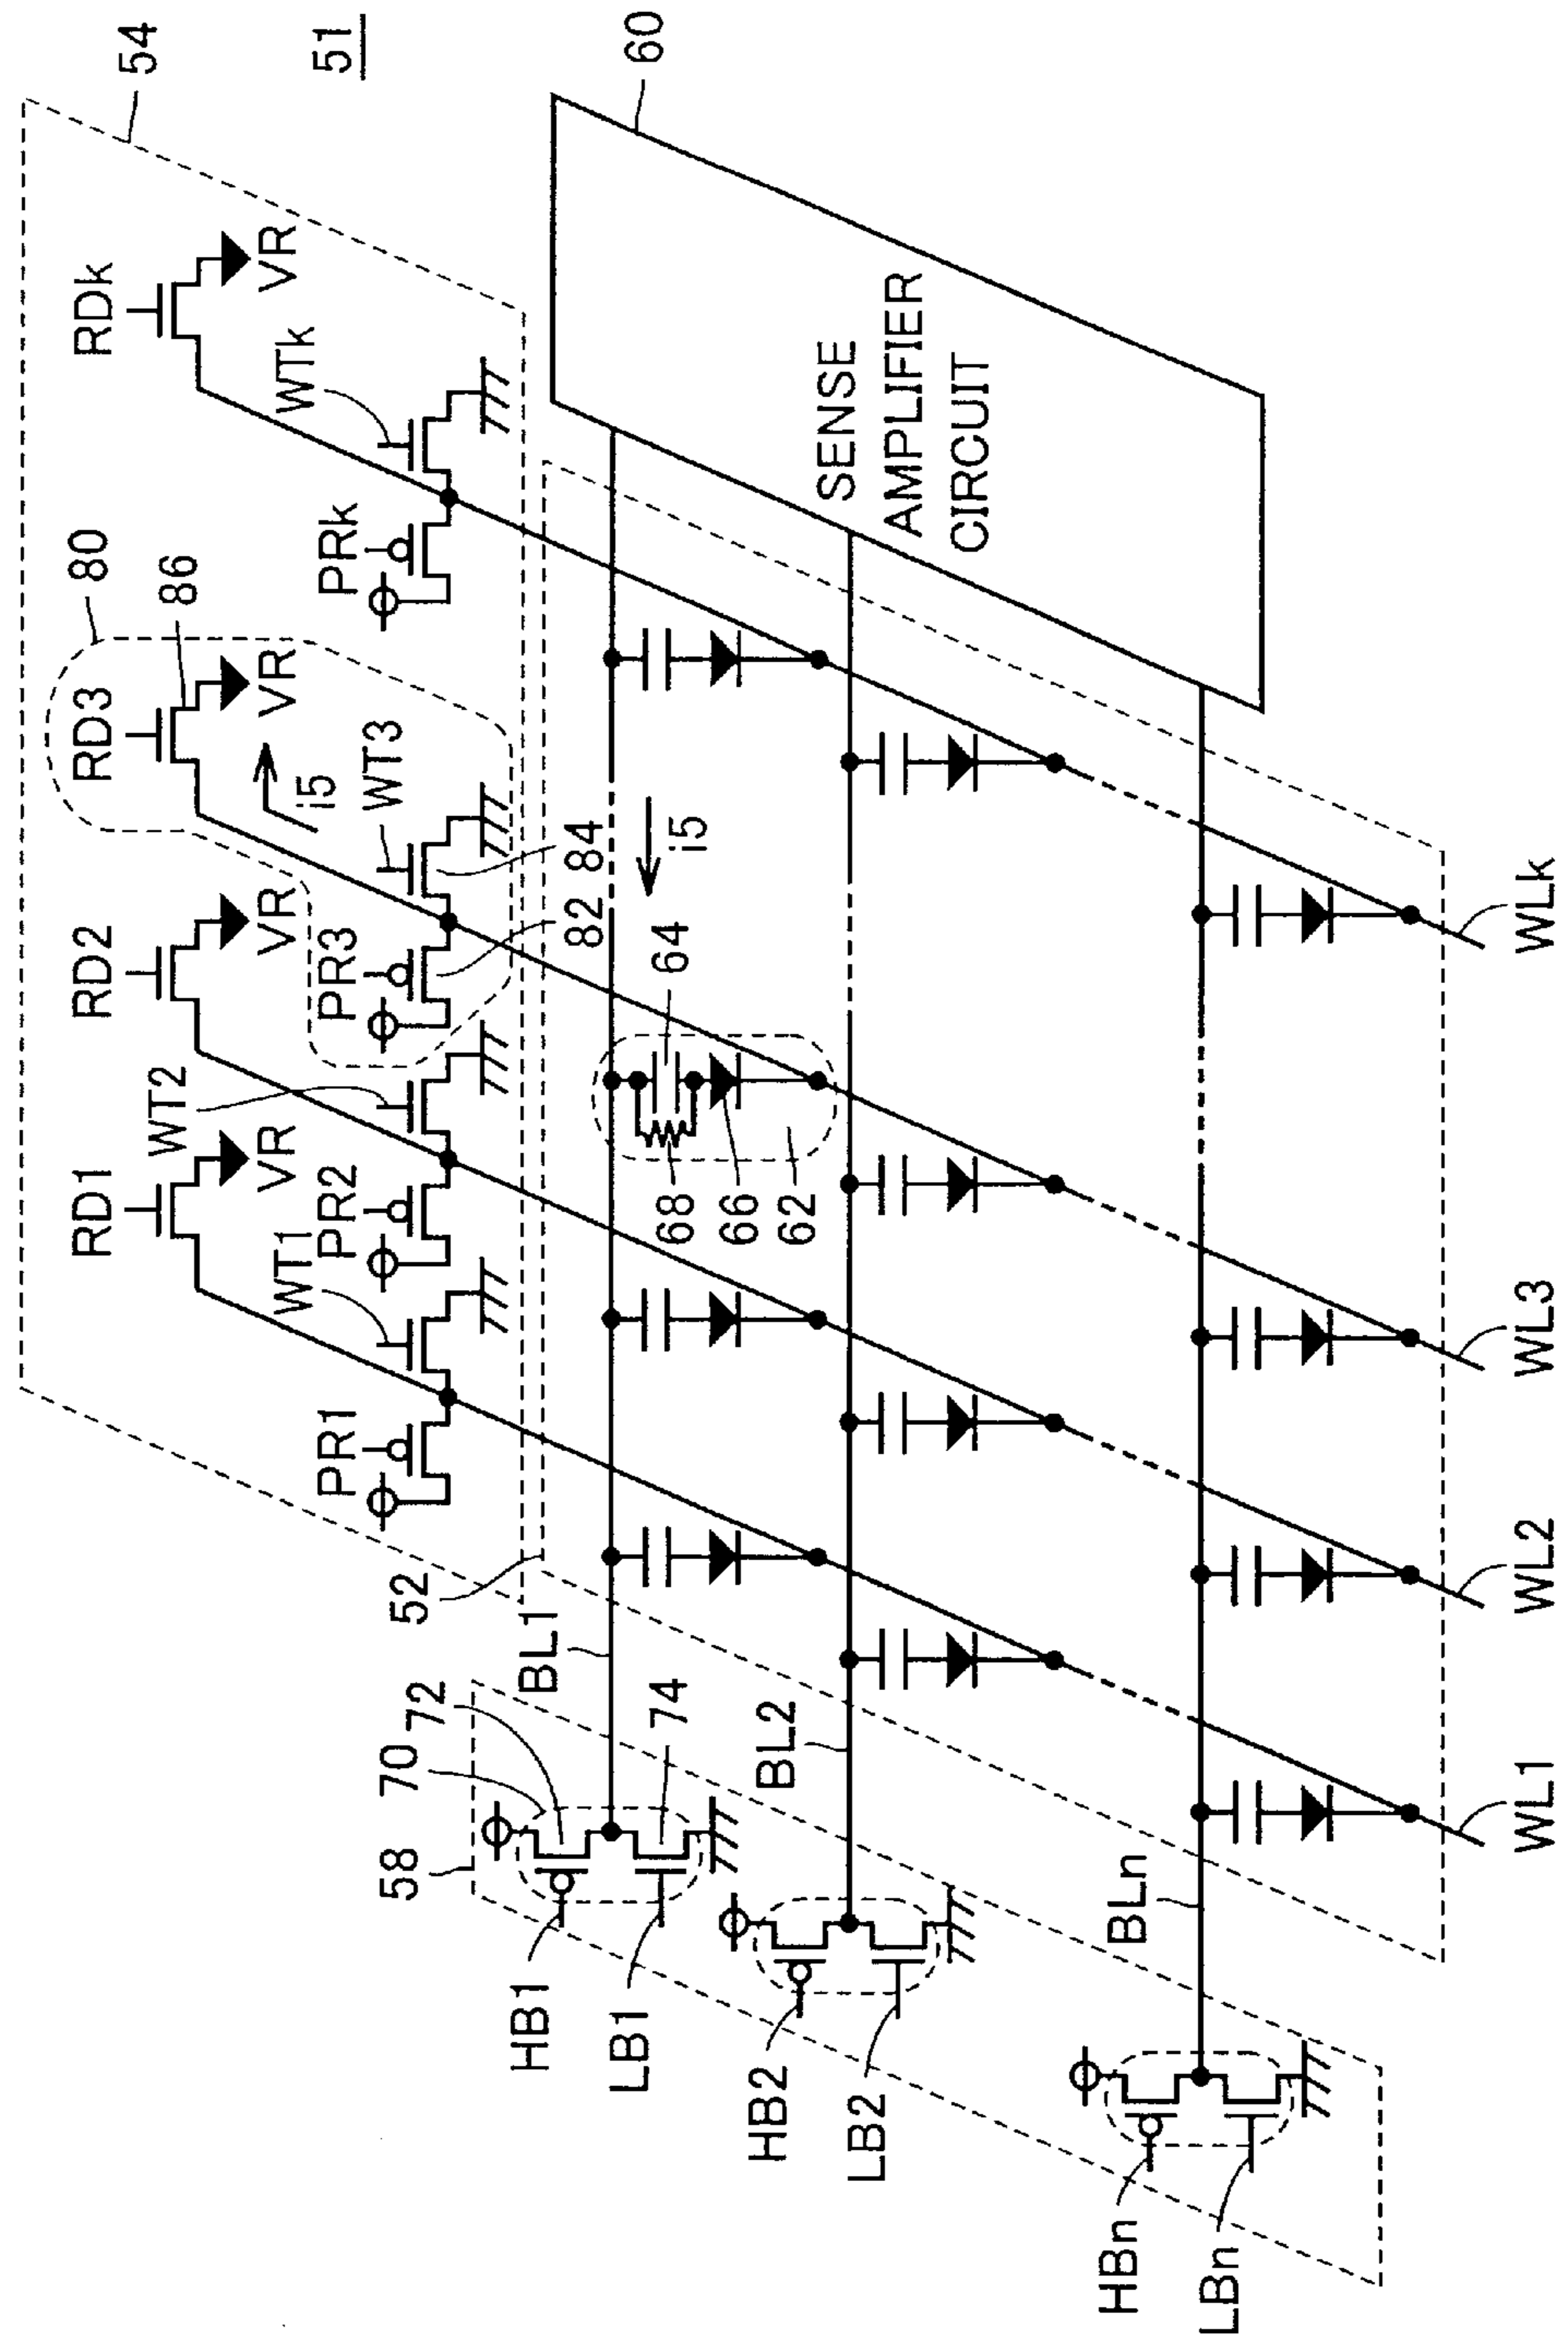 54
51
RD1
RD2
RD3
RDk
80
86
VR
VR
VR
VR
i5
WT1
WT2
WT3
WTk
PR1
PR2
PR3
PRk
82
84
60
52
58
70
72
74
BL1
BL2
BLn
i5
64
68
66
62
SENSE
AMPLIFIER
CIRCUIT
HB1
LB1
HB2
LB2
HBn
LBn
WL1
WL2
WL3
WLk